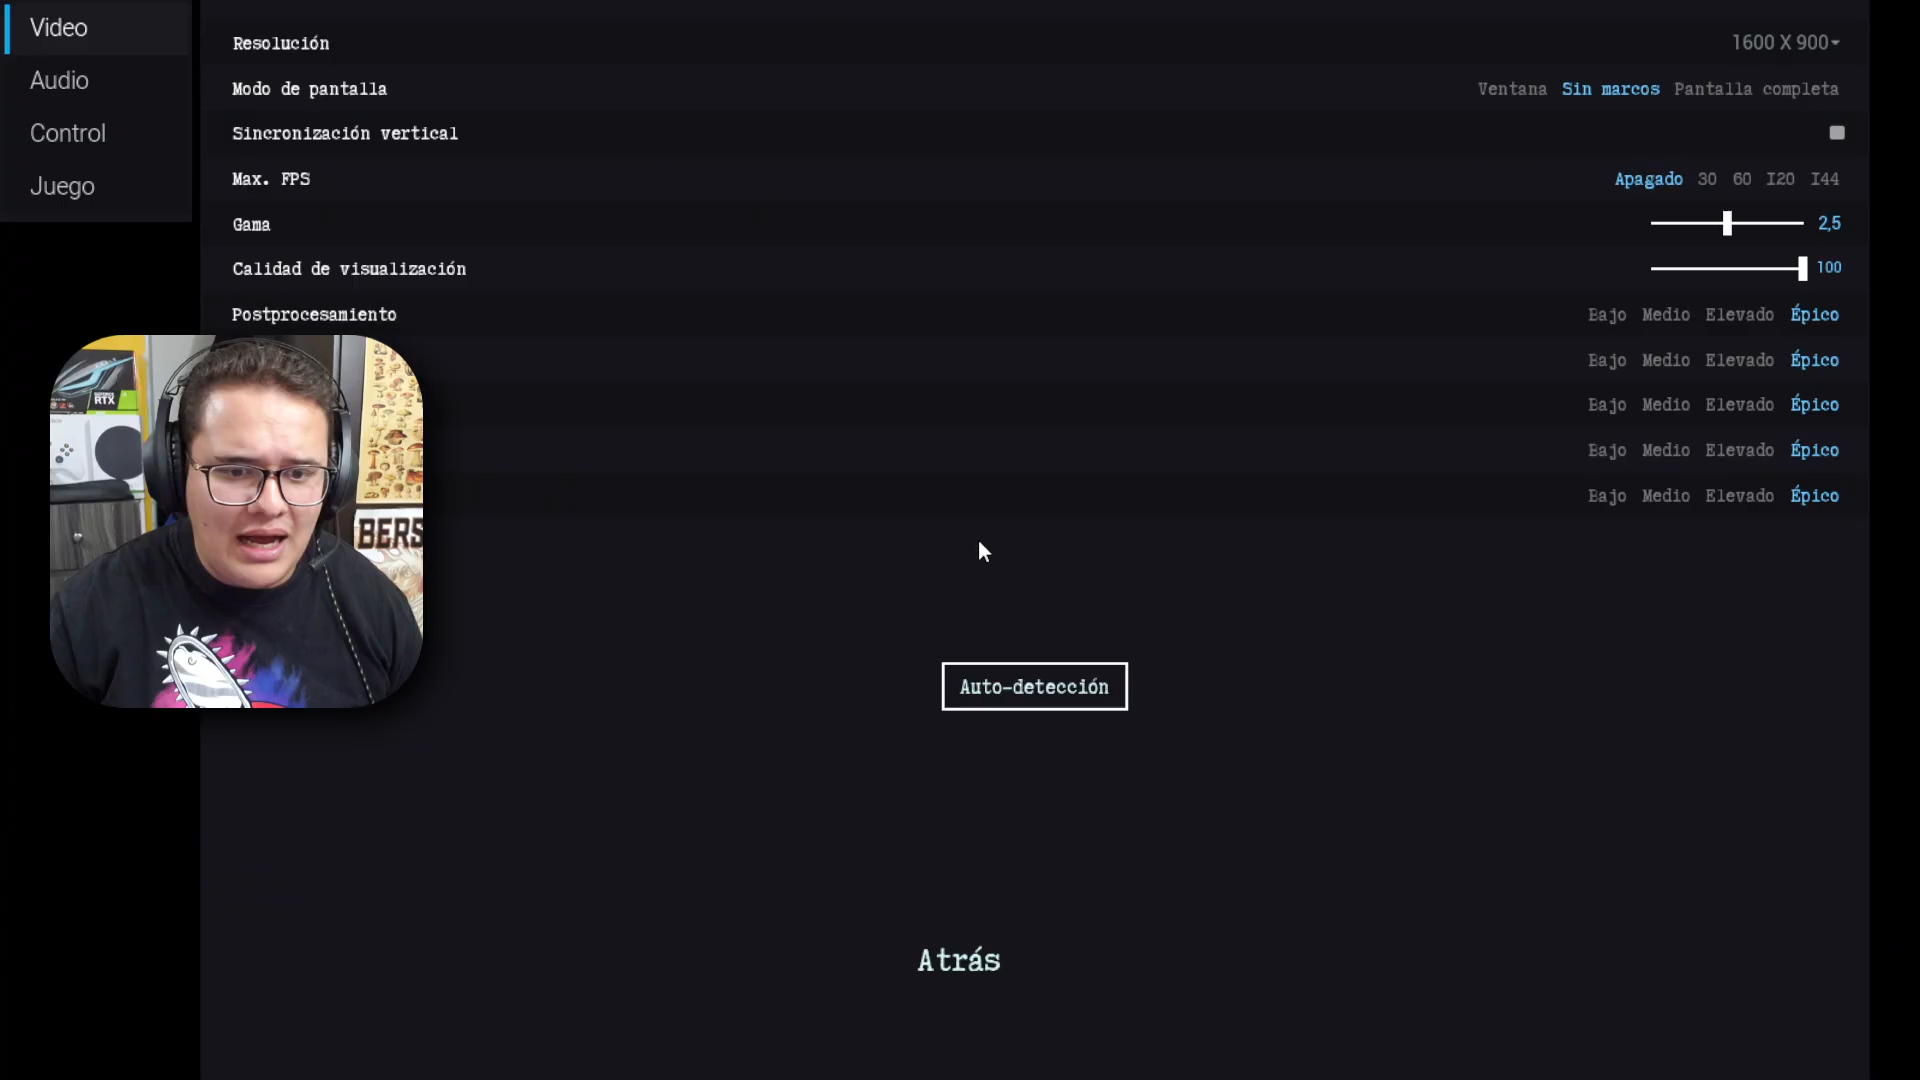 Video
Audio
Control
Juego
Resolución 1600 X 900
Modo de pantalla Ventana Sin marcos Pantalla completa
Sincronización vertical
Max. FPS Apagado 30 60 120 144
Gama 2,5
Calidad de visualización 100
Postprocesamiento Bajo Medio Elevado Épico
Bajo Medio Elevado Épico
Bajo Medio Elevado Épico
Bajo Medio Elevado Épico
Bajo Medio Elevado Épico
RTX
BERS
Auto-detección
Atrás